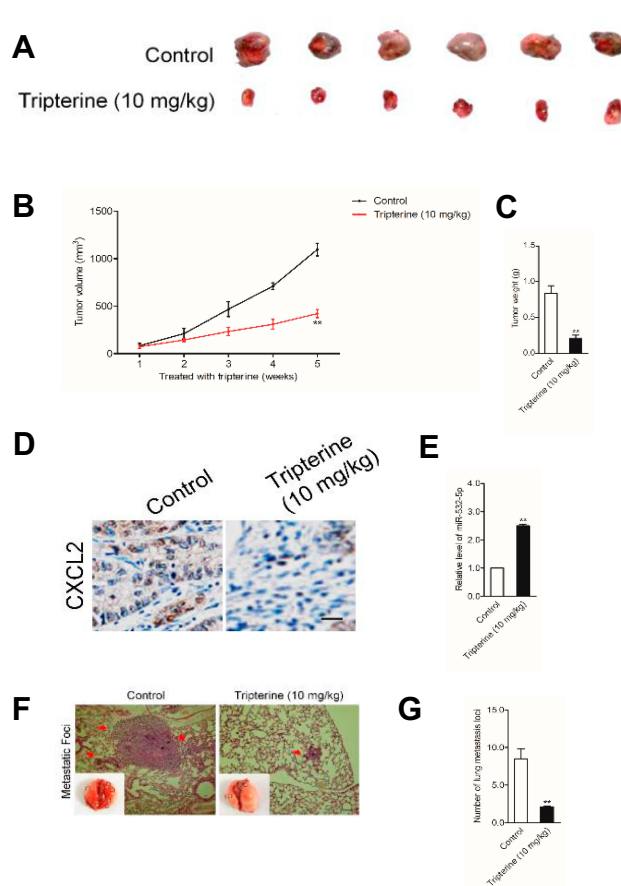 A
Control
Tripterine (10 mg/kg)
B
Control
Tripterine (10 mg/kg)
Tumor volume (mm³)
1500
1000
500
0
**
1 2 3 4 5
Treated with tripterine (weeks)
C
Tumor weight (g)
1.5
1.0
0.5
0.0
**
Control
Tripterine (10 mg/kg)
D
Control
Tripterine
(10 mg/kg)
CXCL2
E
Relative level of miR-532-5p
4.0
3.0
2.0
1.0
0.0
**
Control
Tripterine (10 mg/kg)
F
Control
Tripterine (10 mg/kg)
Metastatic Foci
G
Number of lung metastasis loci
15.0
10.0
5.0
0.0
**
Control
Tripterine (10 mg/kg)